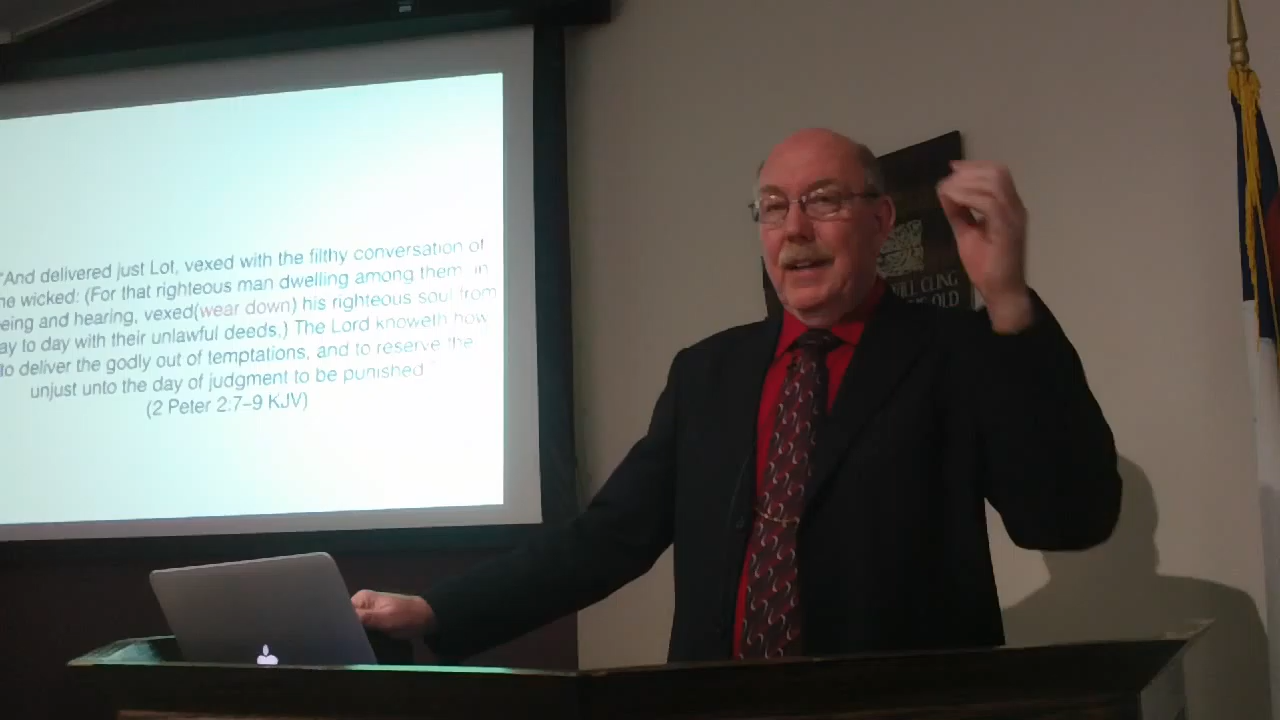 "And delivered just Lot, vexed with the filthy conversation of
he wicked: (For that righteous man dwelling among them, in
eeing and hearing, vexed(wear down) his righteous soul from
ay to day with their unlawful deeds;) The Lord knoweth how
to deliver the godly out of temptations, and to reserve the
unjust unto the day of judgment to be punished"
(2 Peter 2:7–9 KJV)
WILL CLING
OLD